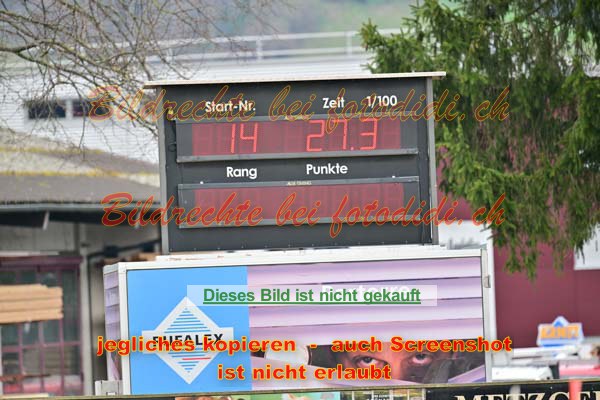 Start-Nr. Zeit 1/100
Bildrechte bei fotodidi.ch
14 27.3
Rang Punkte
Bildrechte bei fotodidi.ch
Dieses Bild ist nicht gekauft
jegliches kopieren - auch Screenshot
ist nicht erlaubt